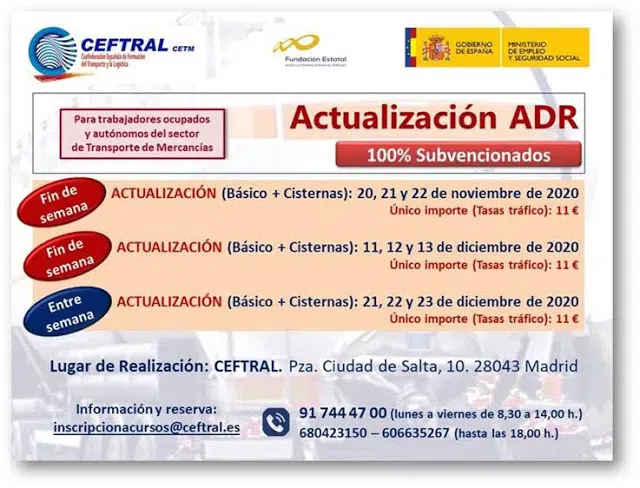 CEFTRAL CETM
Confederación Española de Formación
del Transporte y la Logística
Fundación Estatal
PARA LA FORMACIÓN EN EL EMPLEO
GOBIERNO
DE ESPAÑA
MINISTERIO
DE EMPLEO
Y SEGURIDAD SOCIAL
Para trabajadores ocupados
y autónomos del sector
de Transporte de Mercancías
Actualización ADR
100% Subvencionados
Fin de
semana
ACTUALIZACIÓN (Básico + Cisternas): 20, 21 y 22 de noviembre de 2020
Único importe (Tasas tráfico): 11 €
Fin de
semana
ACTUALIZACIÓN (Básico + Cisternas): 11, 12 y 13 de diciembre de 2020
Único importe (Tasas tráfico): 11 €
Entre
semana
ACTUALIZACIÓN (Básico + Cisternas): 21, 22 y 23 de diciembre de 2020
Único importe (Tasas tráfico): 11 €
Lugar de Realización: CEFTRAL. Pza. Ciudad de Salta, 10. 28043 Madrid
Información y reserva:
inscripcionacursos@ceftral.es
91 744 47 00 (lunes a viernes de 8,30 a 14,00 h.)
680423150 – 606635267 (hasta las 18,00 h.)